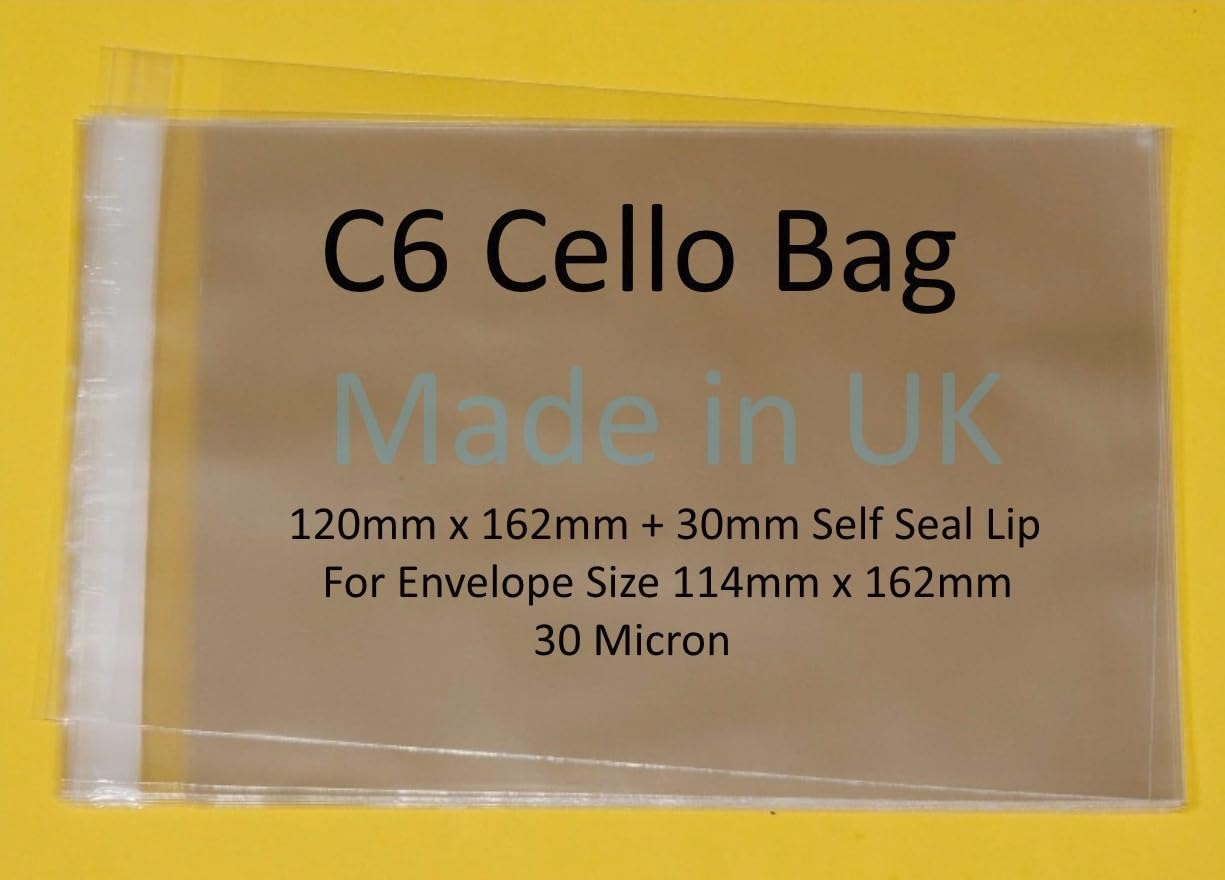 C6 Cello Bag
Made in UK
120mm x 162mm + 30mm Self Seal Lip
For Envelope Size 114mm x 162mm
30 Micron